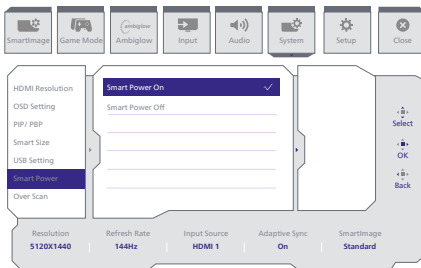 SmartImage
Game Mode
ambiglow
Ambiglow
Input
Audio
System
Setup
Close
HDMI Resolution
OSD Setting
PIP/ PBP
Smart Size
USB Setting
Smart Power
Over Scan
Smart Power On
Smart Power Off
Select
OK
Back
Resolution
5120X1440
Refresh Rate
144Hz
Input Source
HDMI 1
Adaptive Sync
On
SmartImage
Standard